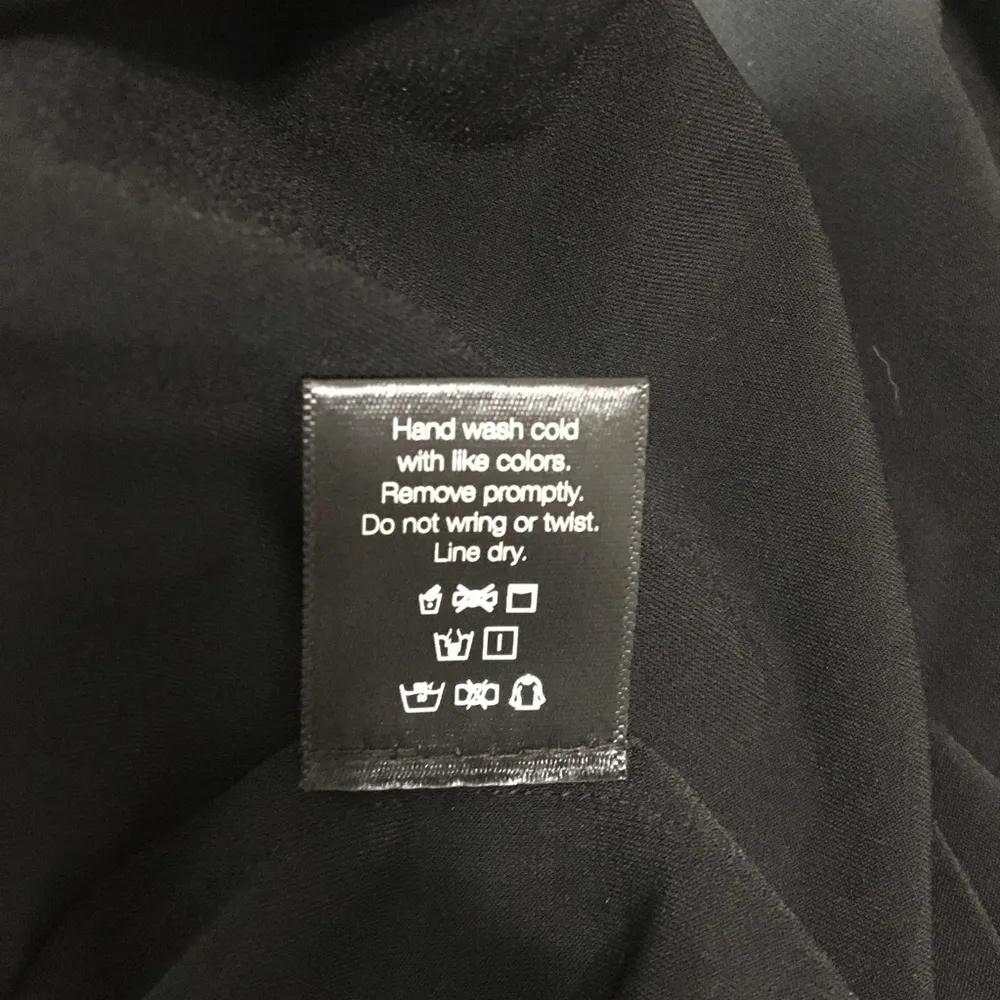 Hand wash cold
with like colors.
Remove promptly.
Do not wring or twist.
Line dry.